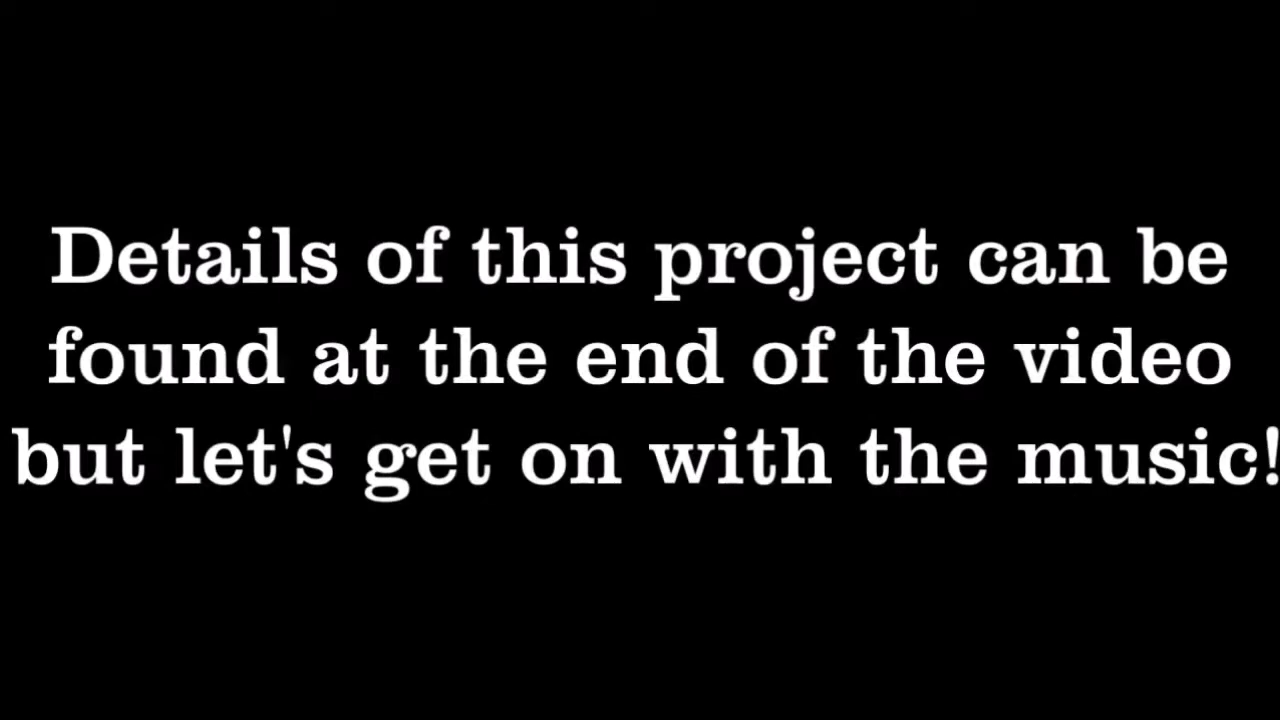 Details of this project can be
found at the end of the video
but let's get on with the music!